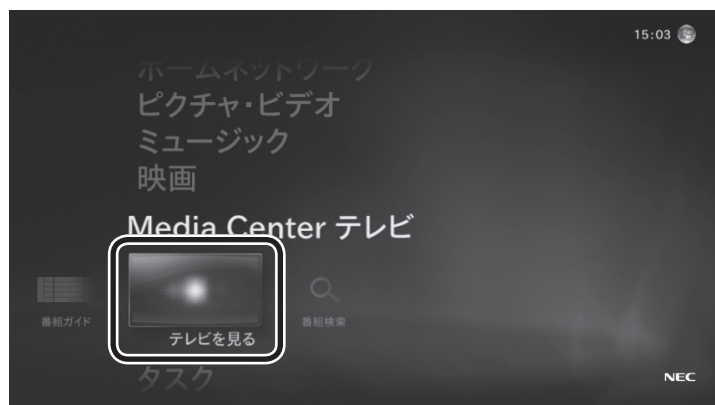 15:03
ホームネットワーク
ピクチャ・ビデオ
ミュージック
映画
Media Center テレビ
番組ガイド
テレビを見る
番組検索
タスク
NEC